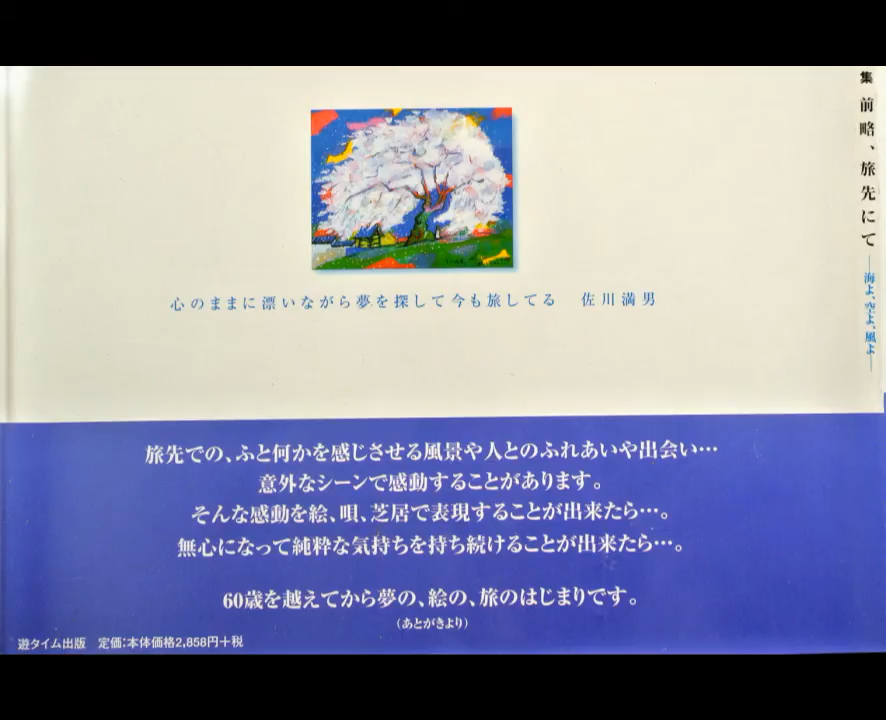 集 前略、旅先にて ―海よ、空よ、風よ―
心のままに漂いながら夢を探して今も旅してる 佐川満男
旅先での、ふと何かを感じさせる風景や人とのふれあいや出会い…
意外なシーンで感動することがあります。
そんな感動を絵、唄、芝居で表現することが出来たら…。
無心になって純粋な気持ちを持ち続けることが出来たら…。
60歳を越えてから夢の、絵の、旅のはじまりです。
(あとがきより)
遊タイム出版 定価:本体価格2,858円+税